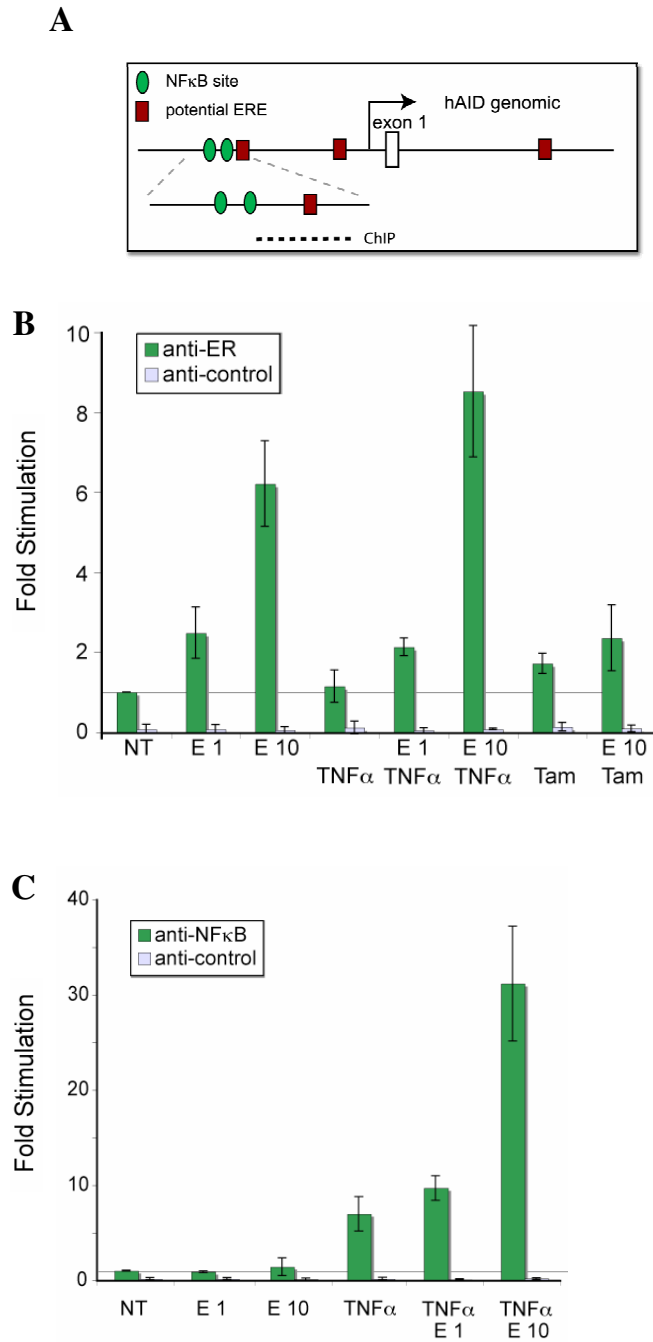 A
NFκB site
potential ERE
hAID genomic
exon 1
ChIP
B
anti-ER
anti-control
Fold Stimulation
10
8
6
4
2
0
NT
E 1
E 10
TNFα
E 1
TNFα
E 10
TNFα
Tam
E 10
Tam
C
anti-NFκB
anti-control
Fold Stimulation
40
30
20
10
0
NT
E 1
E 10
TNFα
TNFα
E 1
TNFα
E 10